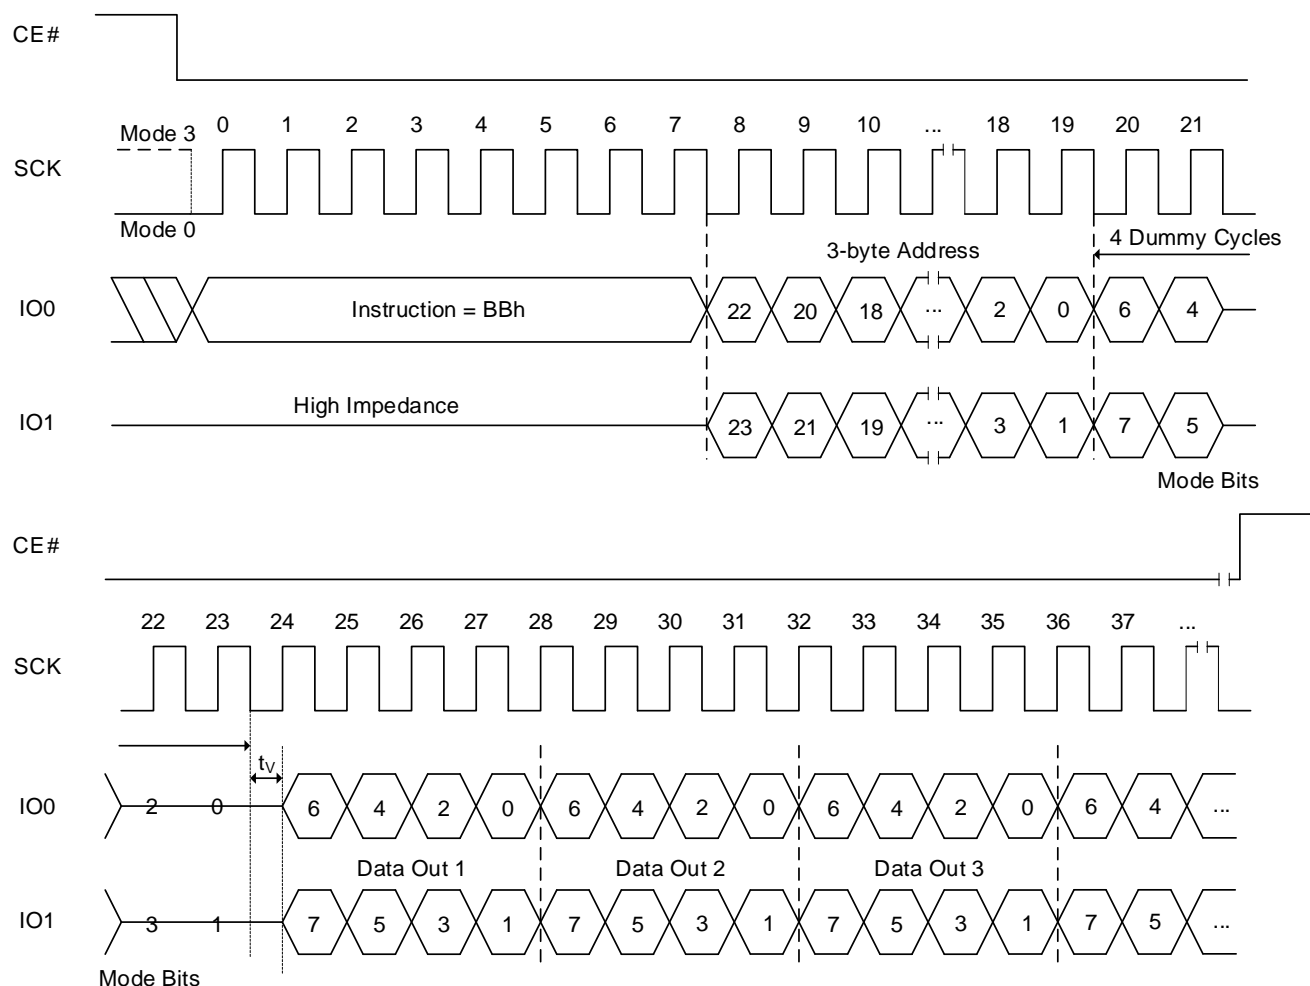 CE#
Mode 3
0 1 2 3 4 5 6 7 8 9 10 ... 18 19 20 21
SCK
Mode 0
3-byte Address
4 Dummy Cycles
IO0
Instruction = BBh
22 20 18 ... 2 0 6 4
High Impedance
IO1
23 21 19 ... 3 1 7 5
Mode Bits
CE#
22 23 24 25 26 27 28 29 30 31 32 33 34 35 36 37 ...
SCK
tV
IO0
2 0 6 4 2 0 6 4 2 0 6 4 2 0 6 4 ...
Data Out 1 Data Out 2 Data Out 3
IO1
3 1 7 5 3 1 7 5 3 1 7 5 3 1 7 5 ...
Mode Bits